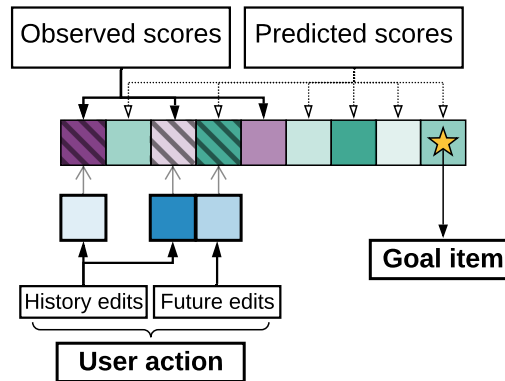 Observed scores
Predicted scores
Goal item
History edits
Future edits
User action